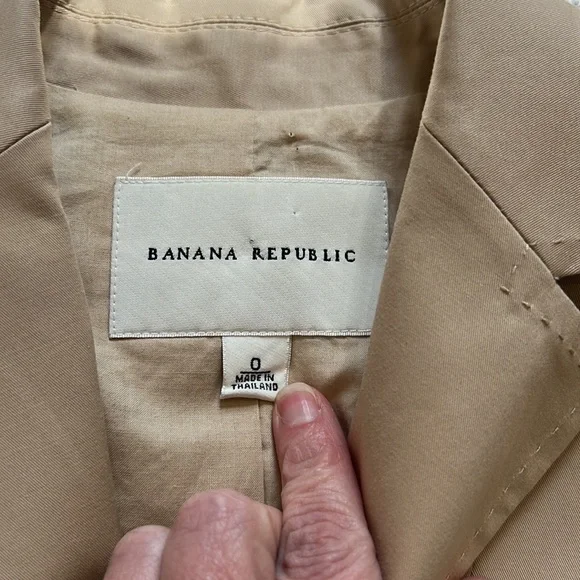 BANANA REPUBLIC
0
MADE IN
THAILAND